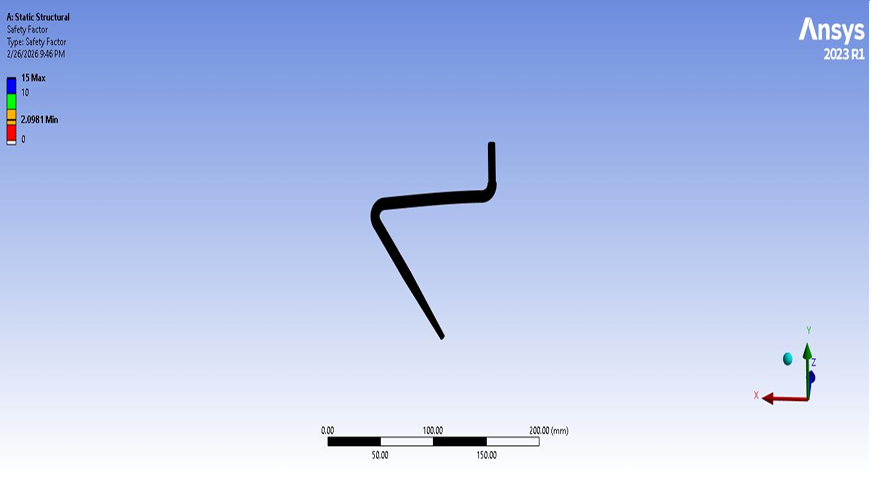 A: Static Structural
Safety Factor
Type: Safety Factor
2/26/2026 9:46 PM
15 Max
10
2.0981 Min
0
Ansys
2023 R1
Y
Z
X
0.00 100.00 200.00 (mm)
50.00 150.00